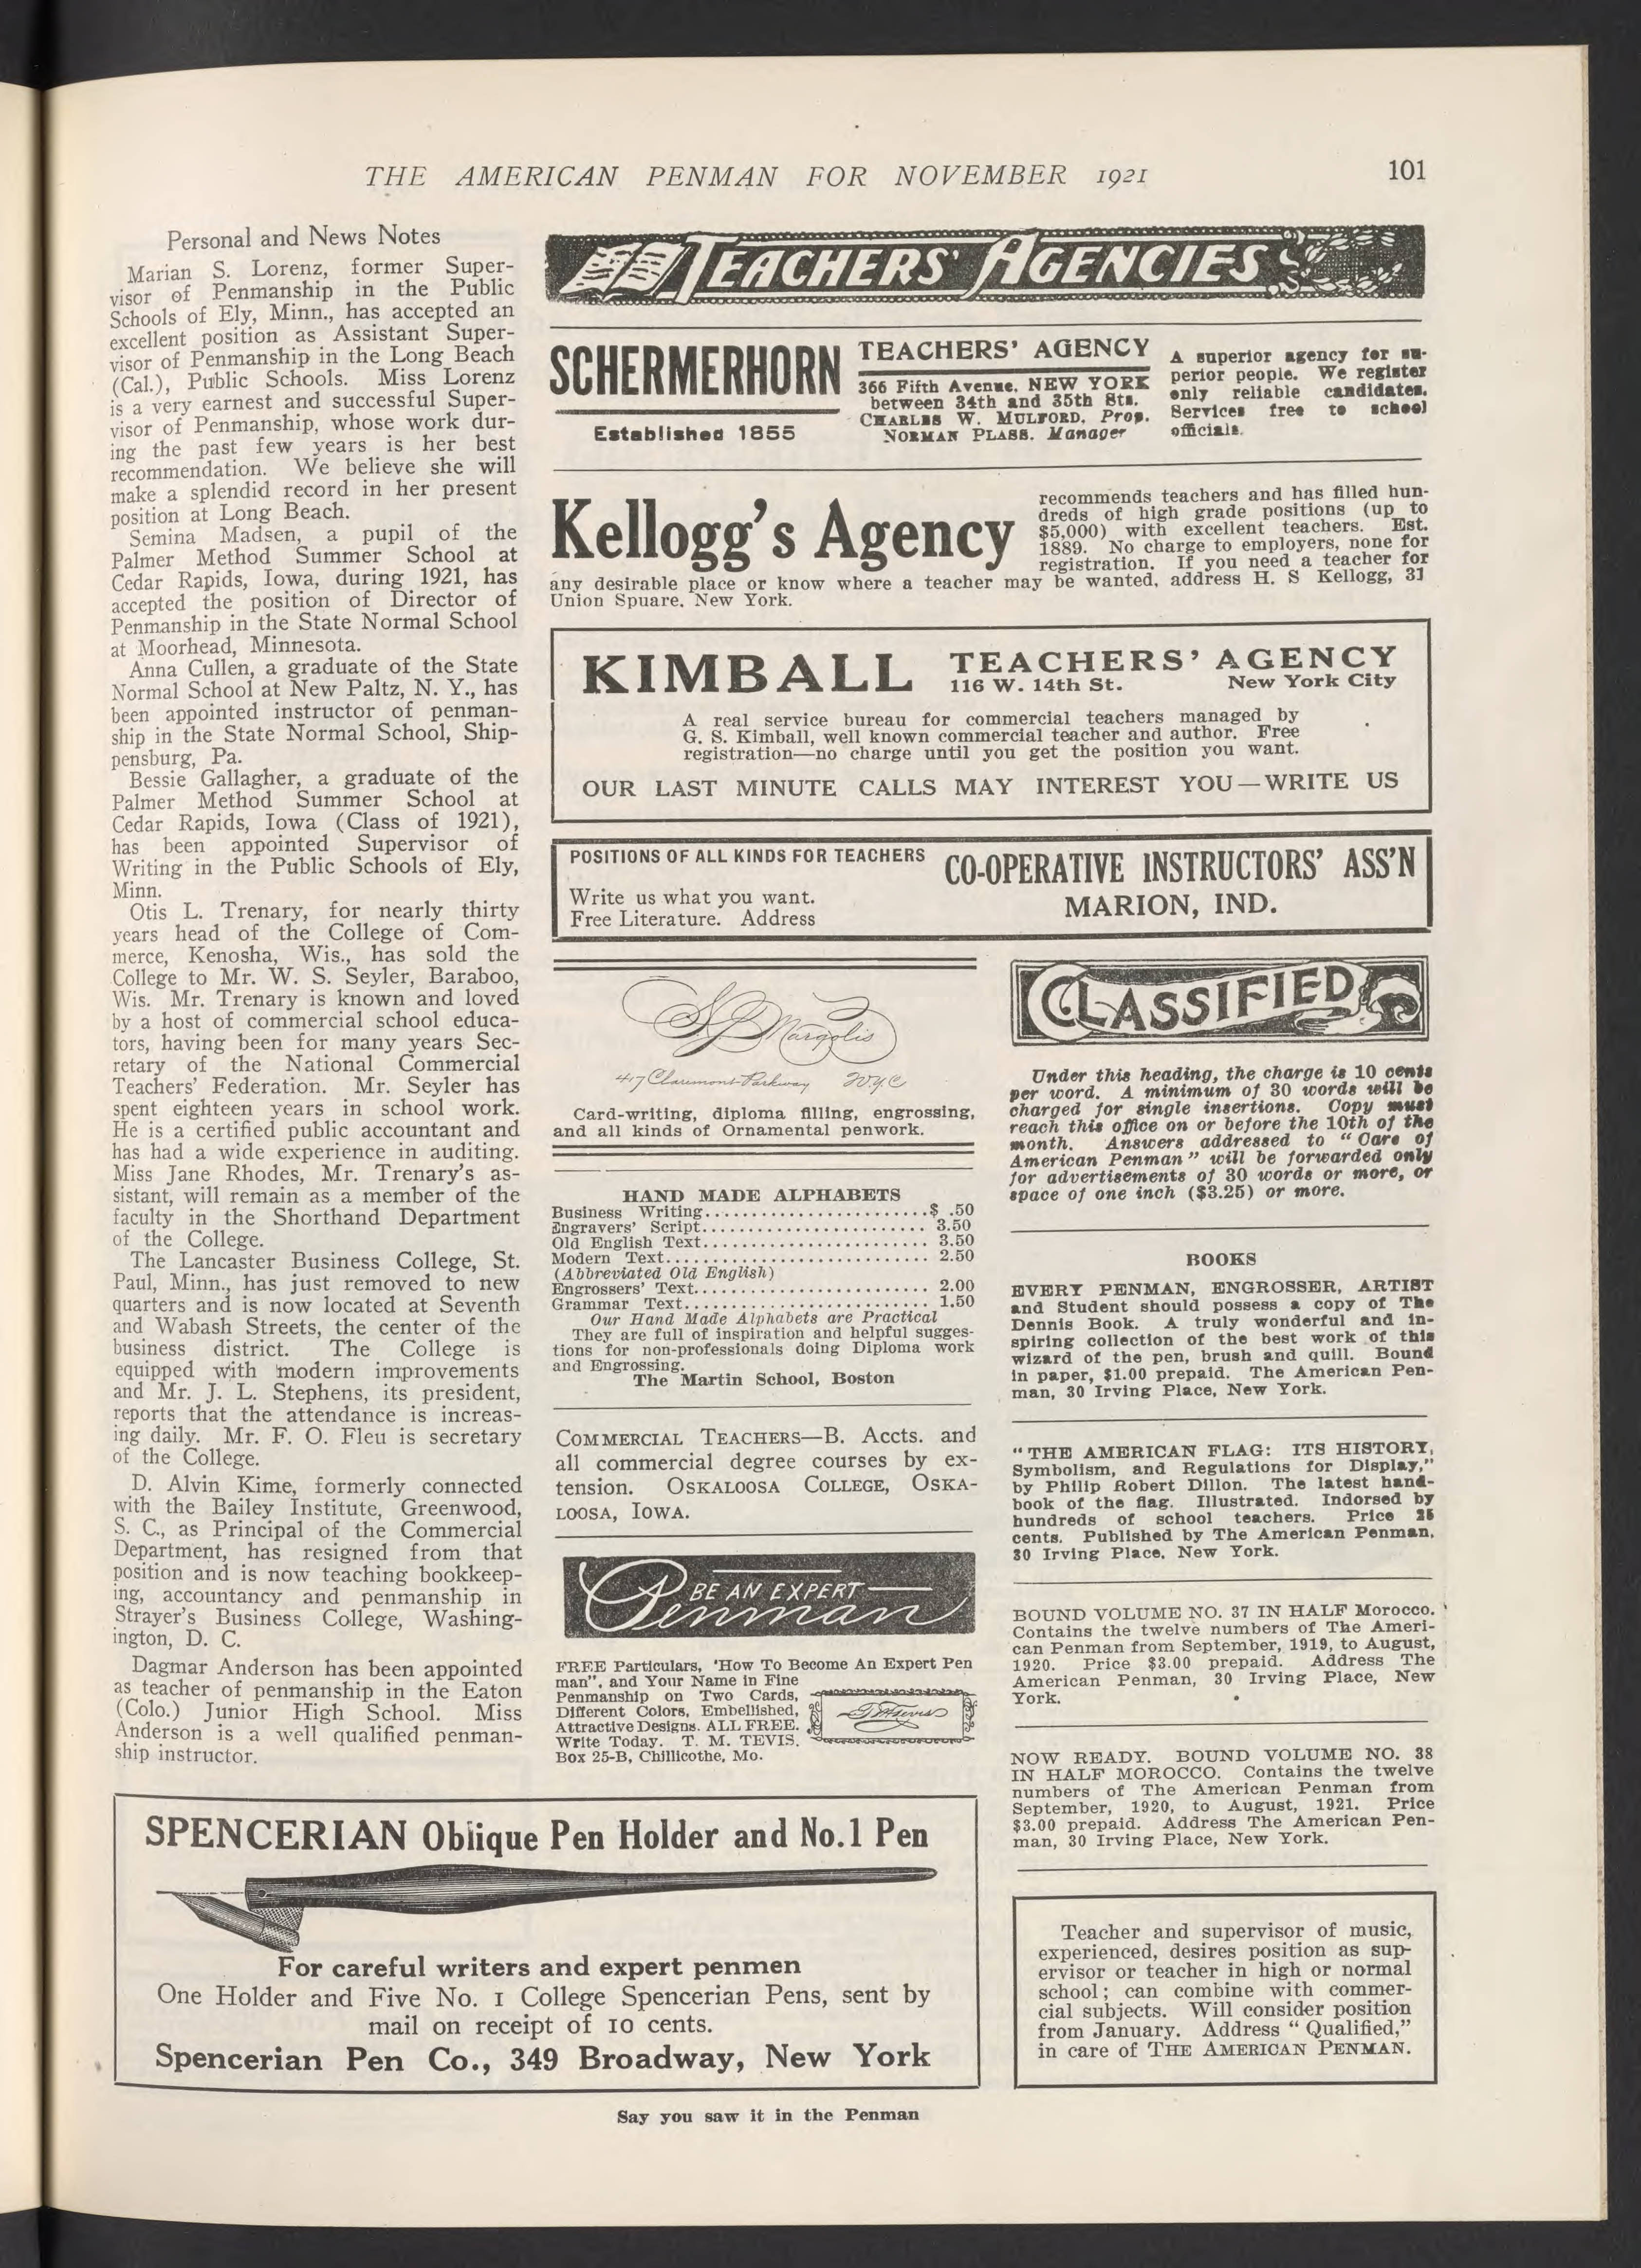 THE AMERICAN PENMAN FOR NOVEMBER 1921
101
Personal and News Notes
Marian S. Lorenz, former Super-
visor of Penmanship in the Public
Schools of Ely, Minn., has accepted an
excellent position as Assistant Super-
visor of Penmanship in the Long Beach
(Cal.), Public Schools. Miss Lorenz
is a very earnest and successful Super-
visor of Penmanship, whose work dur-
ing the past few years is her best
recommendation. We believe she will
make a splendid record in her present
position at Long Beach.
Semina Madsen, a pupil of the
Palmer Method Summer School at
Cedar Rapids, Iowa, during 1921, has
accepted the position of Director of
Penmanship in the State Normal School
at Moorhead, Minnesota.
Anna Cullen, a graduate of the State
Normal School at New Paltz, N. Y., has
been appointed instructor of penman-
ship in the State Normal School, Ship-
pensburg, Pa.
Bessie Gallagher, a graduate of the
Palmer Method Summer School at
Cedar Rapids, Iowa (Class of 1921),
has been appointed Supervisor of
Writing in the Public Schools of Ely,
Minn.
Otis L. Trenary, for nearly thirty
years head of the College of Com-
merce, Kenosha, Wis., has sold the
College to Mr. W. S. Seyler, Baraboo,
Wis. Mr. Trenary is known and loved
by a host of commercial school educa-
tors, having been for many years Sec-
retary of the National Commercial
Teachers' Federation. Mr. Seyler has
spent eighteen years in school work.
He is a certified public accountant and
has had a wide experience in auditing.
Miss Jane Rhodes, Mr. Trenary's as-
sistant, will remain as a member of the
faculty in the Shorthand Department
of the College.
The Lancaster Business College, St.
Paul, Minn., has just removed to new
quarters and is now located at Seventh
and Wabash Streets, the center of the
business district. The College is
equipped with modern improvements
and Mr. J. L. Stephens, its president,
reports that the attendance is increas-
ing daily. Mr. F. O. Fleu is secretary
of the College.
D. Alvin Kime, formerly connected
with the Bailey Institute, Greenwood,
S. C., as Principal of the Commercial
Department, has resigned from that
position and is now teaching bookkeep-
ing, accountancy and penmanship in
Strayer's Business College, Washing-
ington, D. C.
Dagmar Anderson has been appointed
as teacher of penmanship in the Eaton
(Colo.) Junior High School. Miss
Anderson is a well qualified penman-
ship instructor.
TEACHERS' AGENCIES
SCHERMERHORN
Established 1855
TEACHERS' AGENCY
366 Fifth Avenue, NEW YORK
between 34th and 35th Sts.
CHARLES W. MULFORD, Prop.
NORMAN PLASS, Manager
A superior agency for su-
perior people. We register
only reliable candidates.
Services free to school
officials.
Kellogg's Agency
recommends teachers and has filled hun-
dreds of high grade positions (up to
$5,000) with excellent teachers. Est.
1889. No charge to employers, none for
registration. If you need a teacher for
any desirable place or know where a teacher may be wanted, address H. S Kellogg, 31
Union Spuare, New York.
KIMBALL
TEACHERS' AGENCY
116 W. 14th St. New York City
A real service bureau for commercial teachers managed by
G. S. Kimball, well known commercial teacher and author. Free
registration—no charge until you get the position you want.
OUR LAST MINUTE CALLS MAY INTEREST YOU—WRITE US
POSITIONS OF ALL KINDS FOR TEACHERS
Write us what you want.
Free Literature. Address
CO-OPERATIVE INSTRUCTORS' ASS'N
MARION, IND.
S P Margolis
417 Claremont Parkway N.Y.C
Card-writing, diploma filling, engrossing,
and all kinds of Ornamental penwork.
HAND MADE ALPHABETS
Business Writing........................$ .50
Engravers' Script........................ 3.50
Old English Text........................ 3.50
Modern Text............................ 2.50
(Abbreviated Old English)
Engrossers' Text......................... 2.00
Grammar Text.......................... 1.50
Our Hand Made Alphabets are Practical
They are full of inspiration and helpful sugges-
tions for non-professionals doing Diploma work
and Engrossing.
The Martin School, Boston
COMMERCIAL TEACHERS—B. Accts. and
all commercial degree courses by ex-
tension. OSKALOOSA COLLEGE, OSKA-
LOOSA, IOWA.
BE AN EXPERT
Penman
FREE Particulars, 'How To Become An Expert Pen
man", and Your Name in Fine
Penmanship on Two Cards,
Different Colors, Embellished,
Attractive Designs. ALL FREE.
Write Today. T. M. TEVIS.
Box 25-B, Chillicothe, Mo.
T M Tevis
CLASSIFIED
Under this heading, the charge is 10 cents
per word. A minimum of 30 words will be
charged for single insertions. Copy must
reach this office on or before the 10th of the
month. Answers addressed to "Care of
American Penman" will be forwarded only
for advertisements of 30 words or more, or
space of one inch ($3.25) or more.
BOOKS
EVERY PENMAN, ENGROSSER, ARTIST
and Student should possess a copy of The
Dennis Book. A truly wonderful and in-
spiring collection of the best work of this
wizard of the pen, brush and quill. Bound
in paper, $1.00 prepaid. The American Pen-
man, 30 Irving Place, New York.
"THE AMERICAN FLAG: ITS HISTORY,
Symbolism, and Regulations for Display,"
by Philip Robert Dillon. The latest hand-
book of the flag. Illustrated. Indorsed by
hundreds of school teachers. Price 25
cents. Published by The American Penman,
30 Irving Place, New York.
BOUND VOLUME NO. 37 IN HALF Morocco.
Contains the twelve numbers of The Ameri-
can Penman from September, 1919, to August,
1920. Price $3.00 prepaid. Address The
American Penman, 30 Irving Place, New
York.
NOW READY. BOUND VOLUME NO. 38
IN HALF MOROCCO. Contains the twelve
numbers of The American Penman from
September, 1920, to August, 1921. Price
$3.00 prepaid. Address The American Pen-
man, 30 Irving Place, New York.
Teacher and supervisor of music,
experienced, desires position as sup-
ervisor or teacher in high or normal
school; can combine with commer-
cial subjects. Will consider position
from January. Address "Qualified,"
in care of THE AMERICAN PENMAN.
SPENCERIAN Oblique Pen Holder and No.1 Pen
For careful writers and expert penmen
One Holder and Five No. 1 College Spencerian Pens, sent by
mail on receipt of 10 cents.
Spencerian Pen Co., 349 Broadway, New York
Say you saw it in the Penman